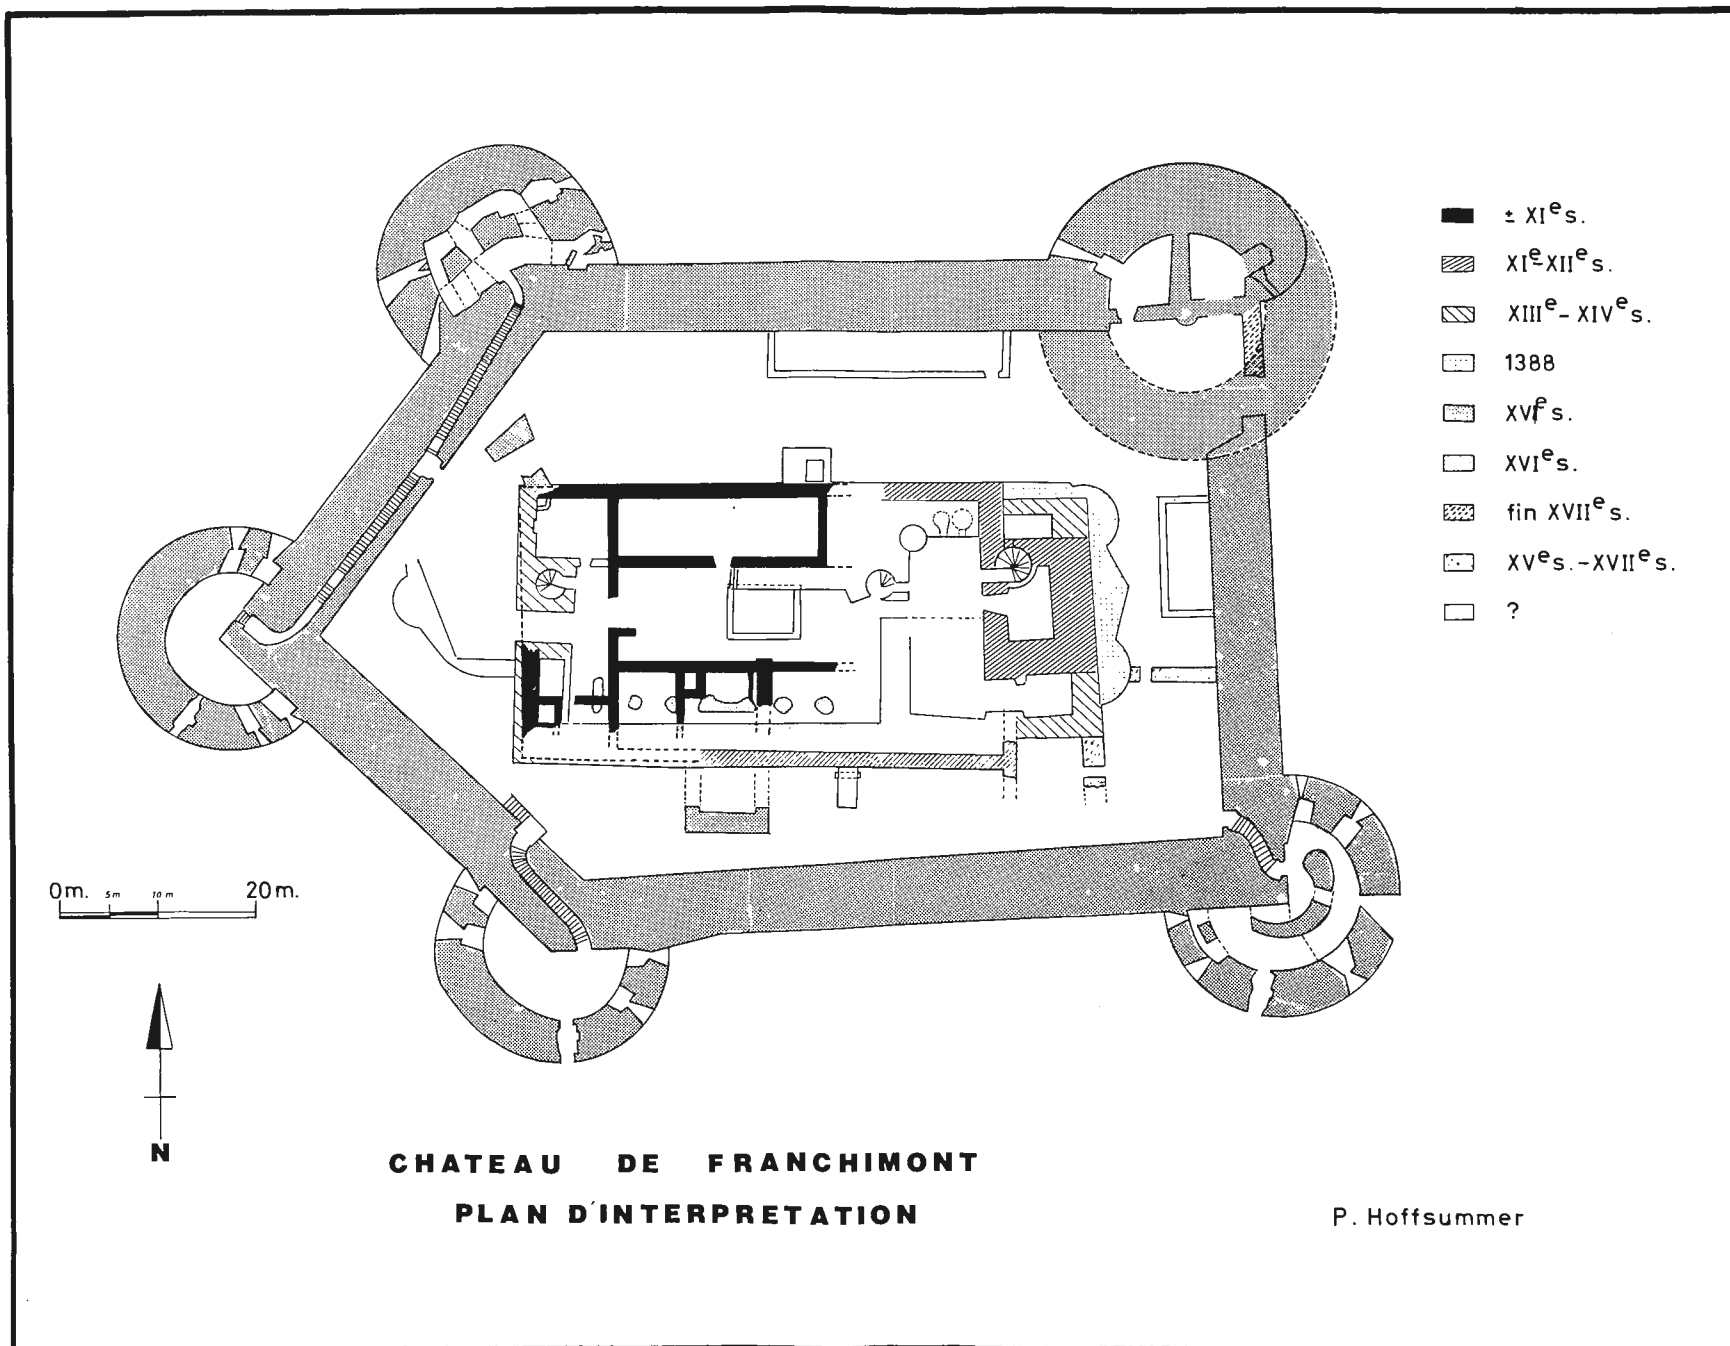 ± XIe s.
XIe-XIIe s.
XIIIe - XIVe s.
1388
XVIe s.
fin XVIIe s.
XVe s. - XVIIe s.
?
0m. 5m 10m 20m.
N
CHATEAU DE FRANCHIMONT
PLAN D'INTERPRETATION
P. Hoffsummer